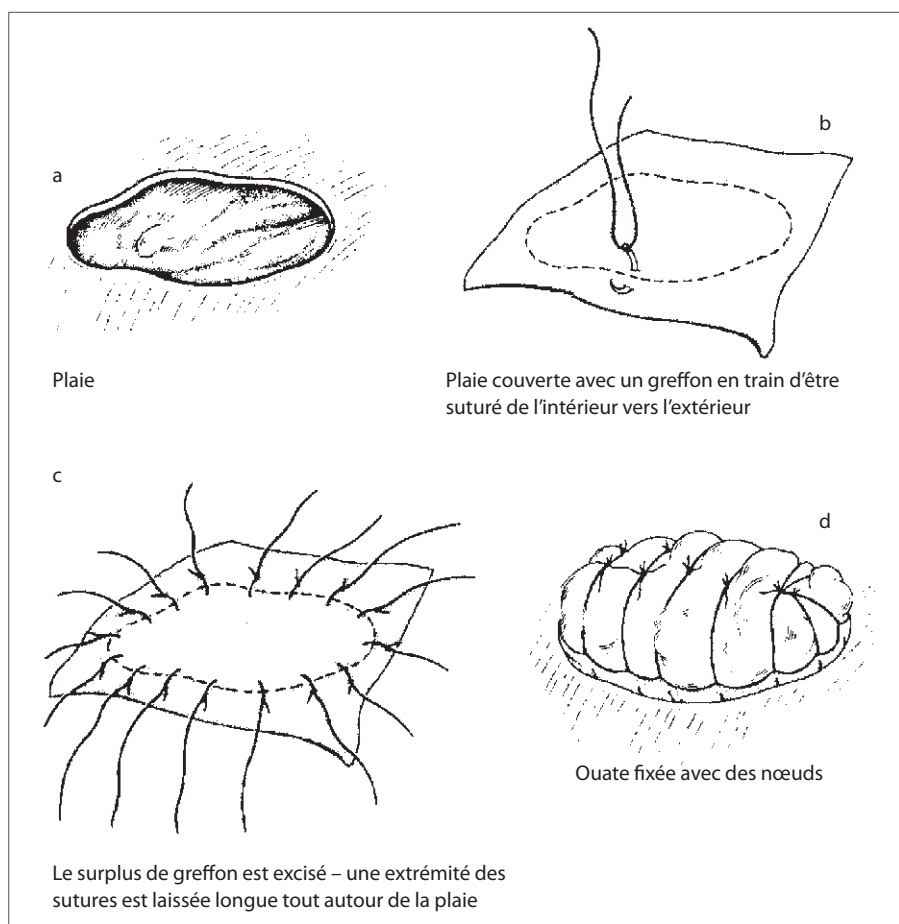 a
b
Plaie
Plaie couverte avec un greffon en train d’être
suturé de l’intérieur vers l’extérieur
c
d
Ouate fixée avec des nœuds
Le surplus de greffon est excisé – une extrémité des
sutures est laissée longue tout autour de la plaie